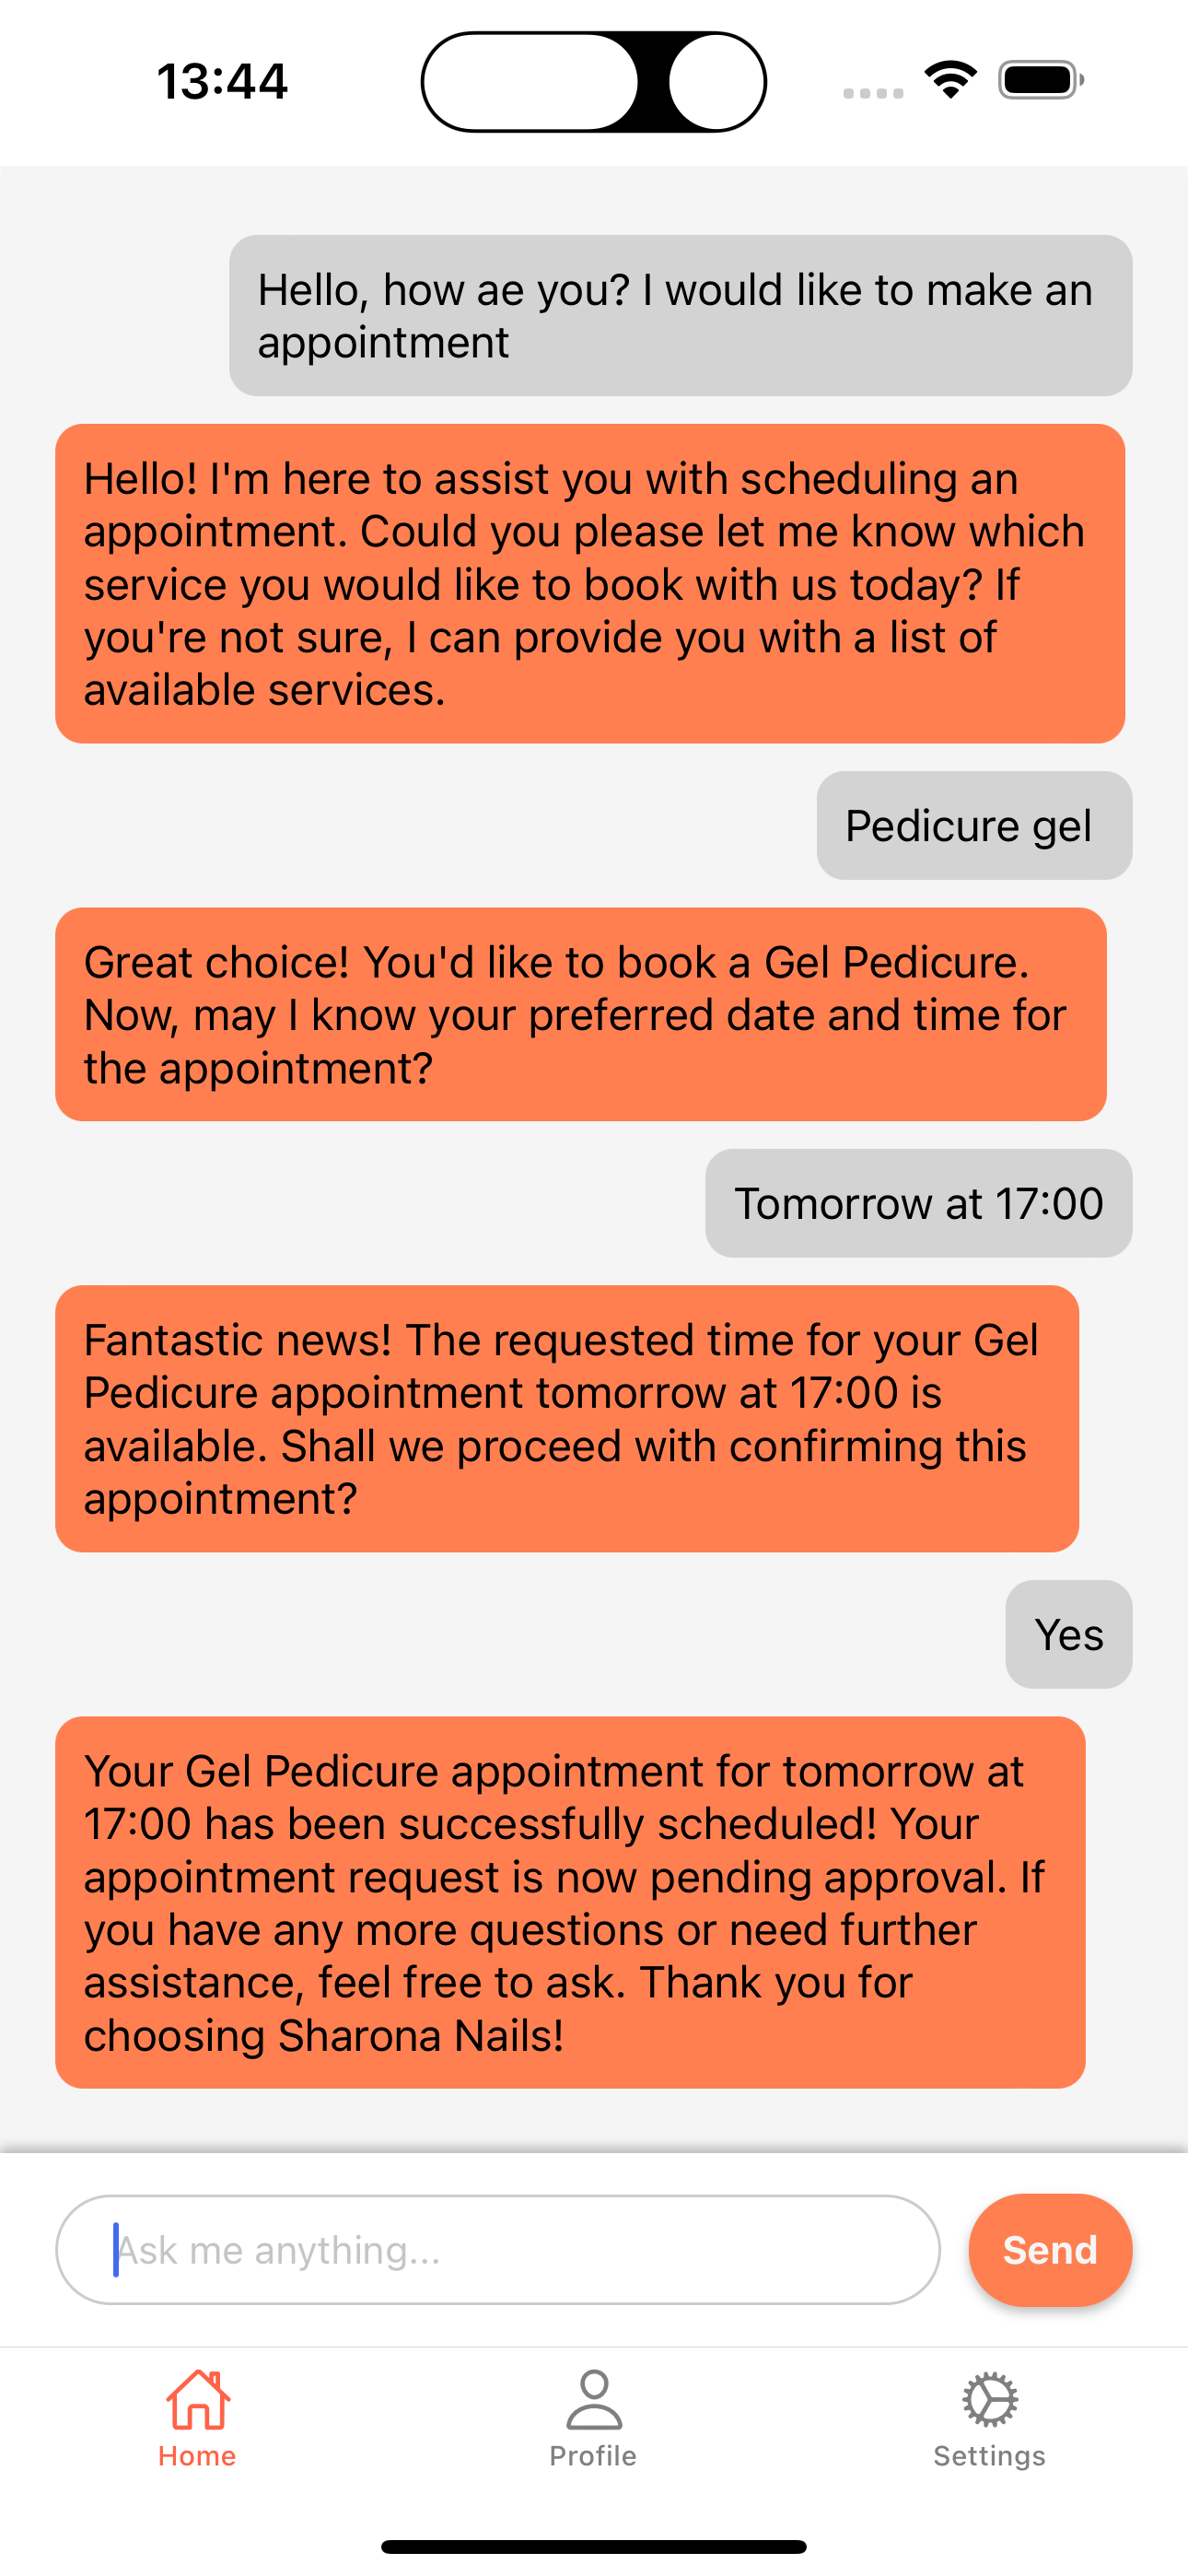 13:44
Hello, how ae you? I would like to make an
appointment
Hello! I'm here to assist you with scheduling an
appointment. Could you please let me know which
service you would like to book with us today? If
you're not sure, I can provide you with a list of
available services.
Pedicure gel
Great choice! You'd like to book a Gel Pedicure.
Now, may I know your preferred date and time for
the appointment?
Tomorrow at 17:00
Fantastic news! The requested time for your Gel
Pedicure appointment tomorrow at 17:00 is
available. Shall we proceed with confirming this
appointment?
Yes
Your Gel Pedicure appointment for tomorrow at
17:00 has been successfully scheduled! Your
appointment request is now pending approval. If
you have any more questions or need further
assistance, feel free to ask. Thank you for
choosing Sharona Nails!
Ask me anything...
Send
Home
Profile
Settings